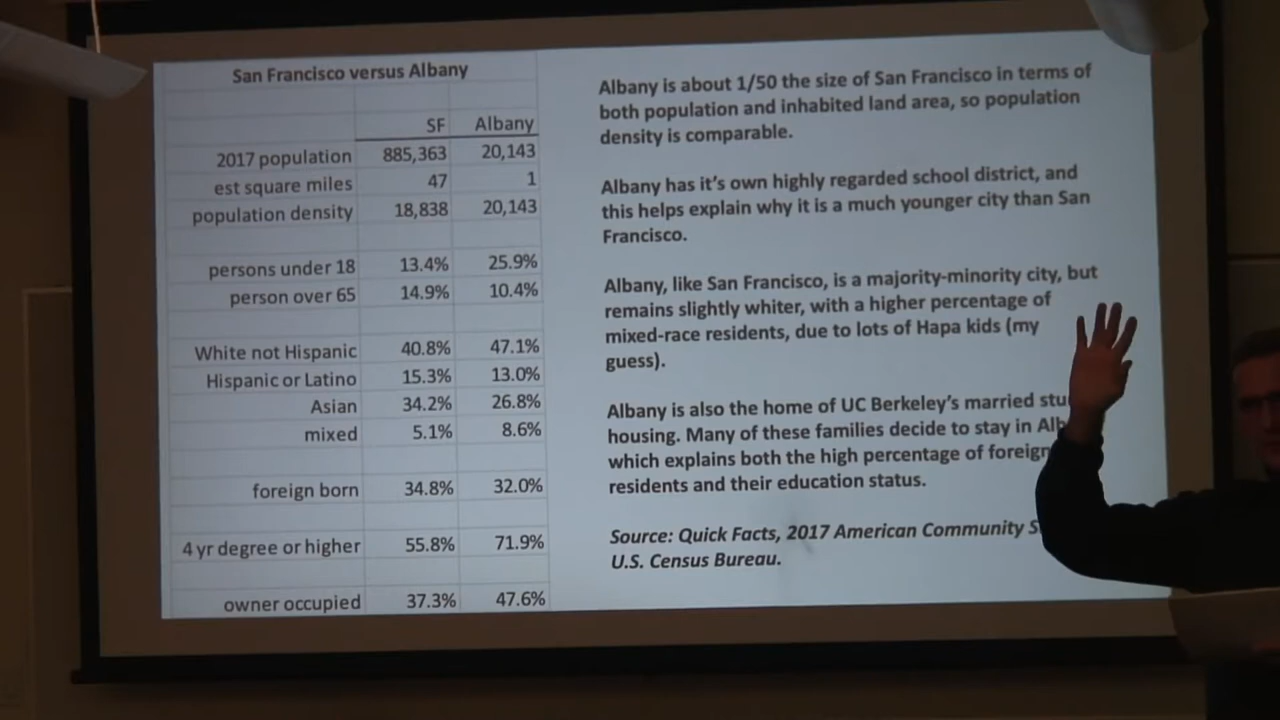 San Francisco versus Albany
SF Albany
2017 population 885,363 20,143
est square miles 47 1
population density 18,838 20,143
persons under 18 13.4% 25.9%
person over 65 14.9% 10.4%
White not Hispanic 40.8% 47.1%
Hispanic or Latino 15.3% 13.0%
Asian 34.2% 26.8%
mixed 5.1% 8.6%
foreign born 34.8% 32.0%
4 yr degree or higher 55.8% 71.9%
owner occupied 37.3% 47.6%
Albany is about 1/50 the size of San Francisco in terms of
both population and inhabited land area, so population
density is comparable.
Albany has it's own highly regarded school district, and
this helps explain why it is a much younger city than San
Francisco.
Albany, like San Francisco, is a majority-minority city, but
remains slightly whiter, with a higher percentage of
mixed-race residents, due to lots of Hapa kids (my
guess).
Albany is also the home of UC Berkeley's married
housing. Many of these families decide to stay in
which explains both the high percentage of foreign
residents and their education status.
Source: Quick Facts, 2017 American Community
U.S. Census Bureau.